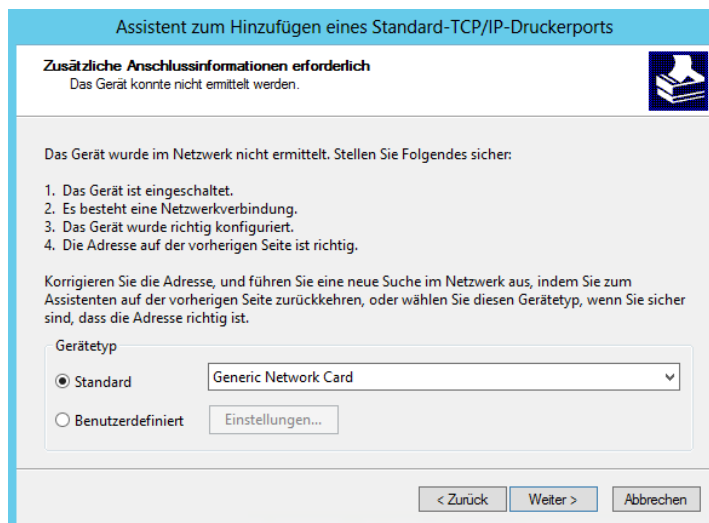 Assistent zum Hinzufügen eines Standard-TCP/IP-Druckerports
Zusätzliche Anschlussinformationen erforderlich
Das Gerät konnte nicht ermittelt werden.
Das Gerät wurde im Netzwerk nicht ermittelt. Stellen Sie Folgendes sicher:
1. Das Gerät ist eingeschaltet.
2. Es besteht eine Netzwerkverbindung.
3. Das Gerät wurde richtig konfiguriert.
4. Die Adresse auf der vorherigen Seite ist richtig.
Korrigieren Sie die Adresse, und führen Sie eine neue Suche im Netzwerk aus, indem Sie zum
Assistenten auf der vorherigen Seite zurückkehren, oder wählen Sie diesen Gerätetyp, wenn Sie sicher
sind, dass die Adresse richtig ist.
Gerätetyp
Standard Generic Network Card
Benutzerdefiniert Einstellungen...
< Zurück Weiter > Abbrechen